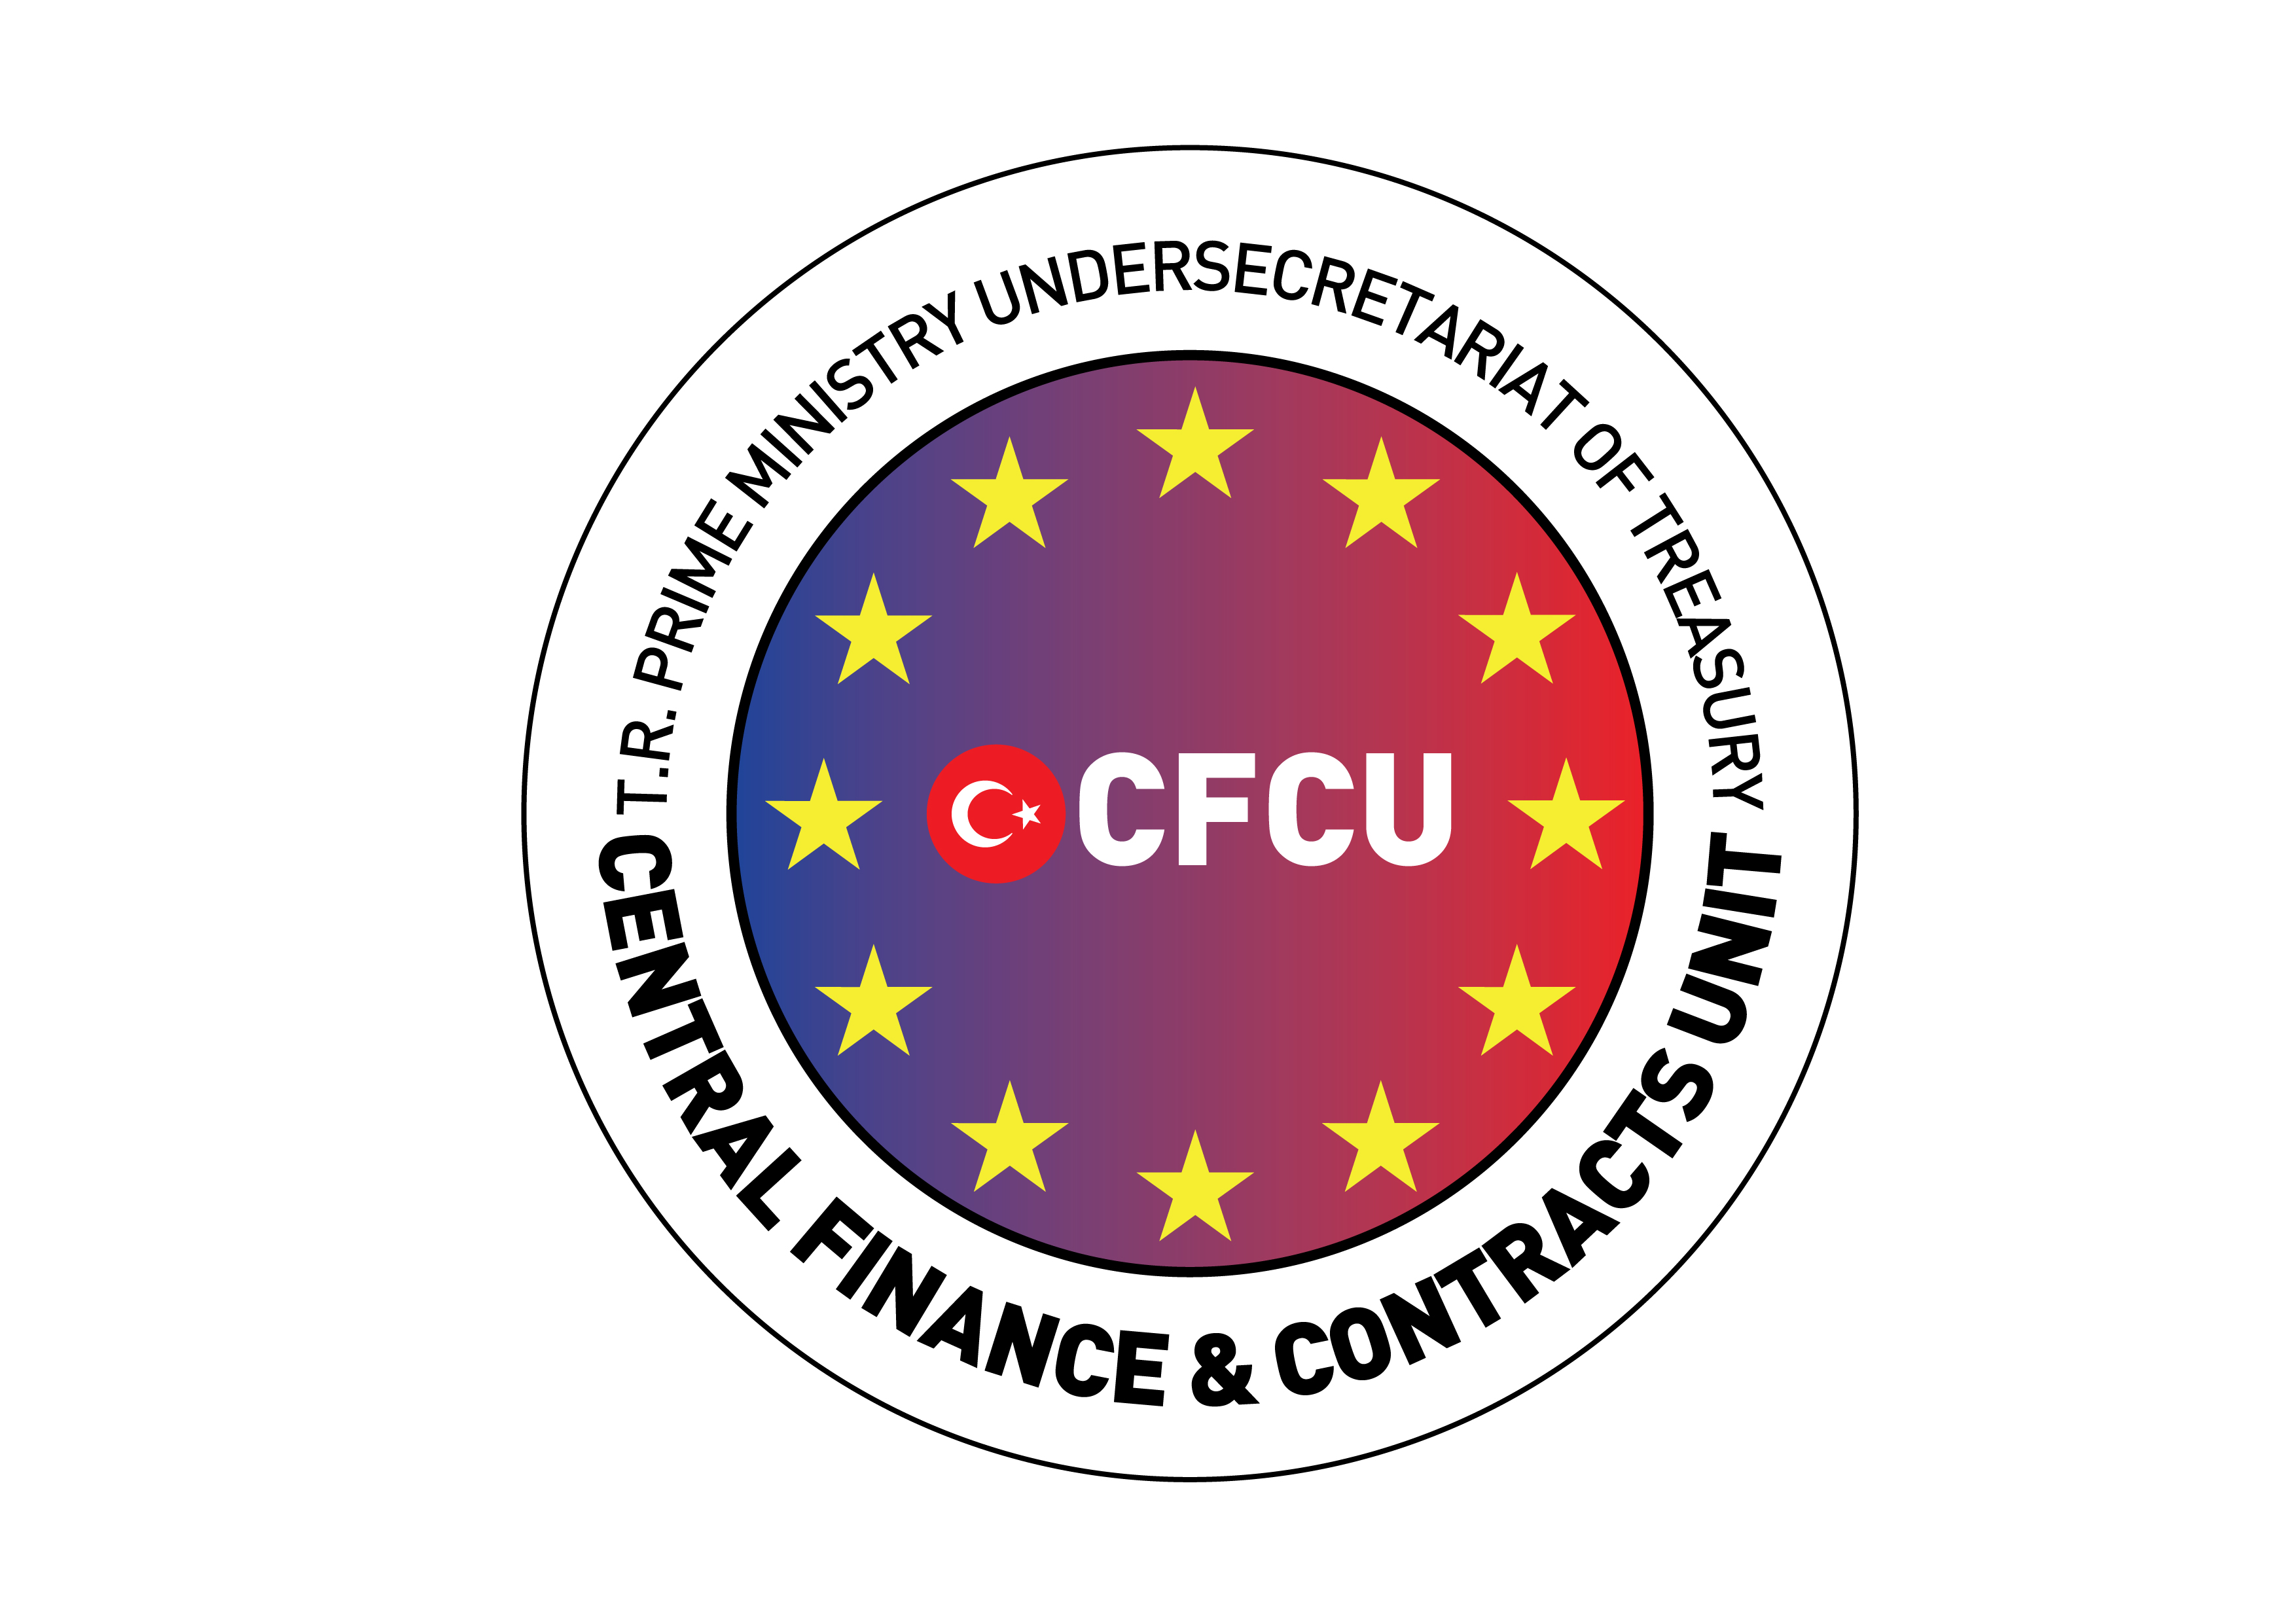 T.R. PRIME MINISTRY UNDERSECRETARIAT OF TREASURY
CFCU
CENTRAL FINANCE & CONTRACTS UNIT